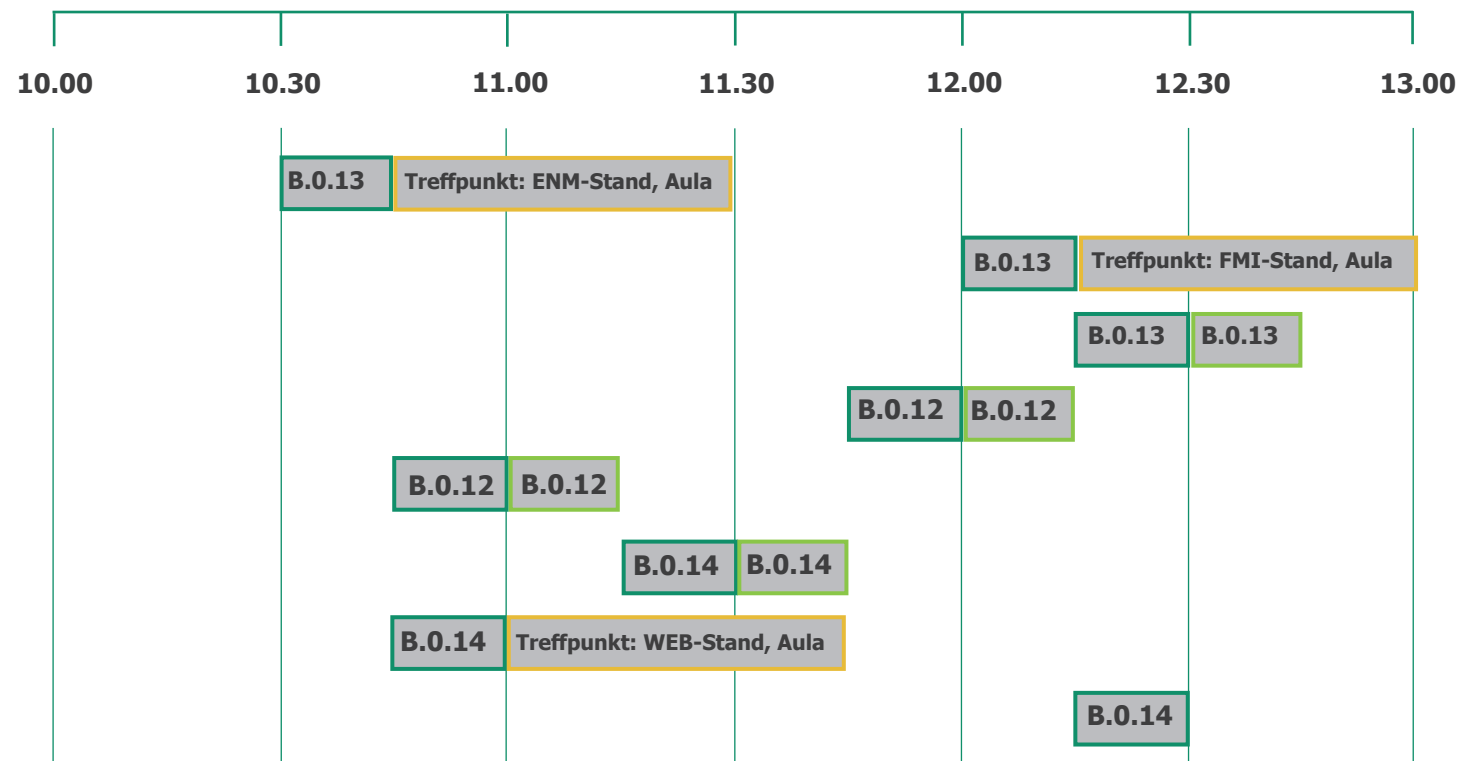 10.00 10.30 11.00 11.30 12.00 12.30 13.00
B.0.13 Treffpunkt: ENM-Stand, Aula
B.0.13 Treffpunkt: FMI-Stand, Aula
B.0.13 B.0.13
B.0.12 B.0.12
B.0.12 B.0.12
B.0.14 B.0.14
B.0.14 Treffpunkt: WEB-Stand, Aula
B.0.14